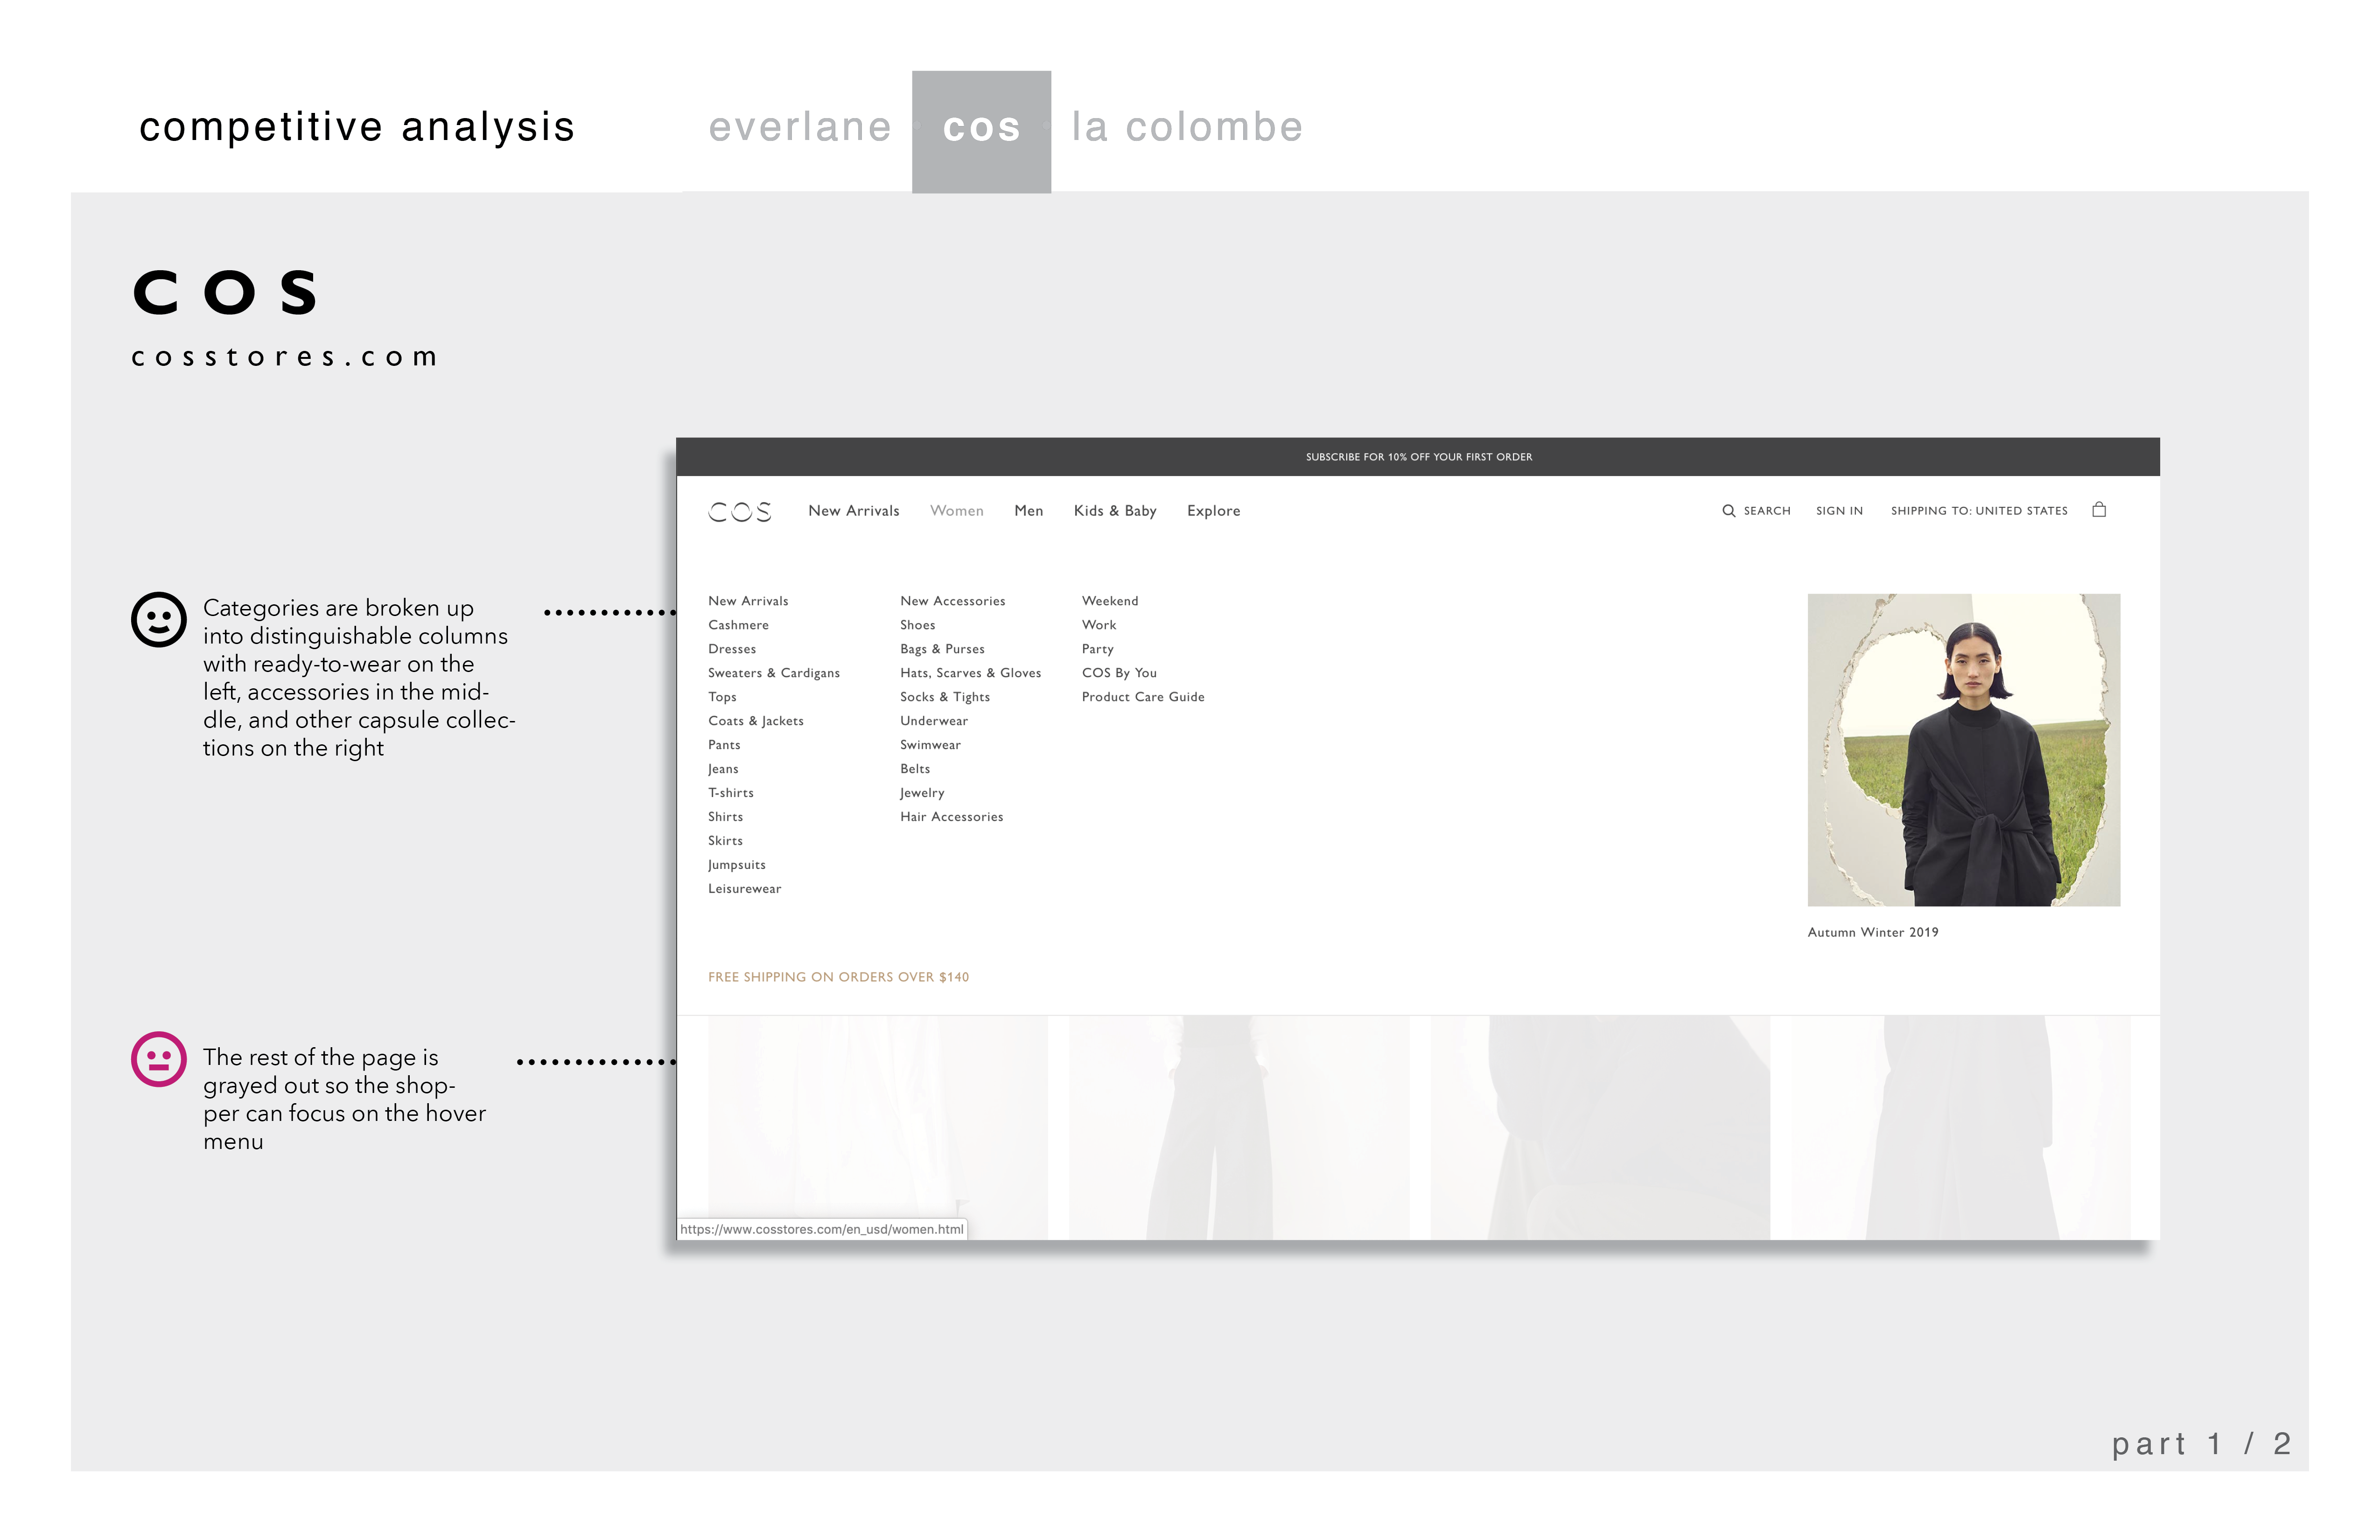 competitive analysis
everlane cos la colombe
cos
cosstores.com
Categories are broken up
into distinguishable columns
with ready-to-wear on the
left, accessories in the mid-
dle, and other capsule collec-
tions on the right
The rest of the page is
grayed out so the shop-
per can focus on the hover
menu
SUBSCRIBE FOR 10% OFF YOUR FIRST ORDER
COS New Arrivals Women Men Kids & Baby Explore SEARCH SIGN IN SHIPPING TO: UNITED STATES
New Arrivals
Cashmere
Dresses
Sweaters & Cardigans
Tops
Coats & Jackets
Pants
Jeans
T-shirts
Shirts
Skirts
Jumpsuits
Leisurewear
New Accessories
Shoes
Bags & Purses
Hats, Scarves & Gloves
Socks & Tights
Underwear
Swimwear
Belts
Jewelry
Hair Accessories
Weekend
Work
Party
COS By You
Product Care Guide
Autumn Winter 2019
FREE SHIPPING ON ORDERS OVER $140
https://www.cosstores.com/en_usd/women.html
part 1 / 2